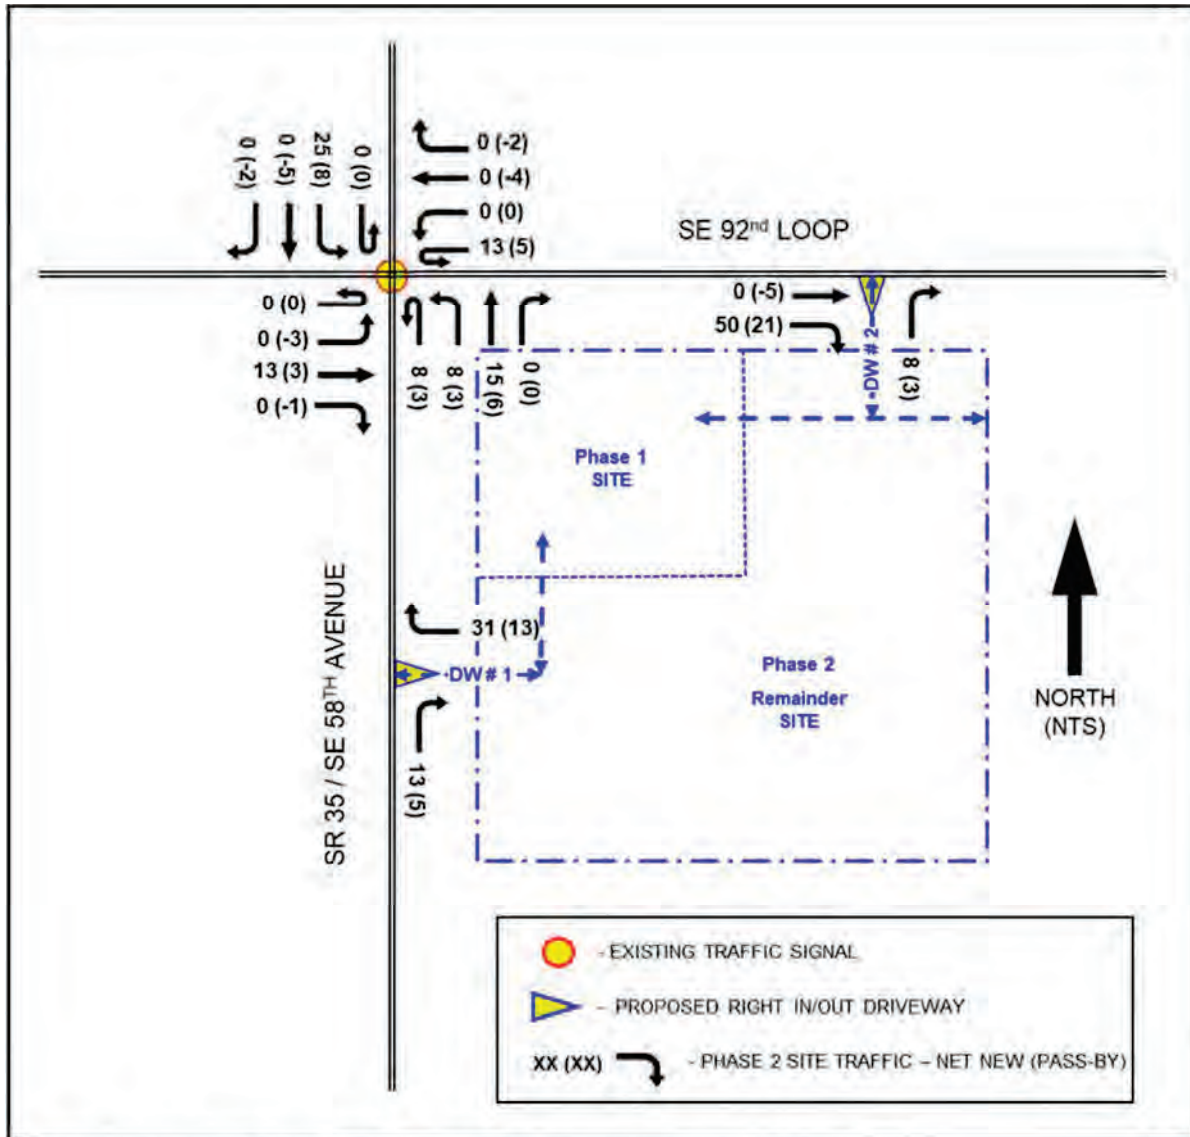 0 (-2)
0 (-5)
25 (8)
0 (0)
0 (-2)
0 (-4)
0 (0)
13 (5)
SE 92nd LOOP
0 (0)
0 (-3)
13 (3)
0 (-1)
8 (3)
8 (3)
15 (6)
0 (0)
0 (-5)
50 (21)
DW # 2
8 (3)
Phase 1
SITE
SR 35 / SE 58TH AVENUE
31 (13)
DW # 1
13 (5)
Phase 2
Remainder
SITE
NORTH
(NTS)
- EXISTING TRAFFIC SIGNAL
- PROPOSED RIGHT IN/OUT DRIVEWAY
XX (XX) - PHASE 2 SITE TRAFFIC – NET NEW (PASS-BY)